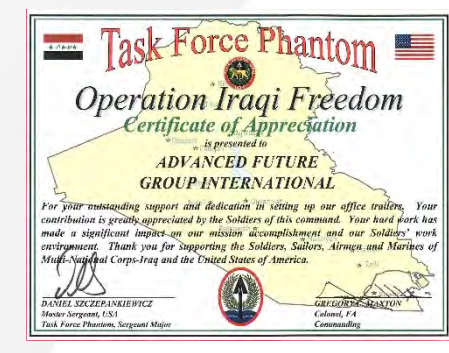 Task Force Phantom
Operation Iraqi Freedom
Certificate of Appreciation
is presented to
ADVANCED FUTURE
GROUP INTERNATIONAL
For your outstanding support and dedication in setting up our office trailers. Your
contribution is greatly appreciated by the Soldiers of this command. Your hard work has
made a significant impact on our mission accomplishment and our Soldiers' work
environment. Thank you for supporting the Soldiers, Sailors, Airmen and Marines of
Multi-National Corps-Iraq and the United States of America.
DANIEL SZCZEPANKIEWICZ
Master Sergeant, USA
Task Force Phantom, Sergeant Major
GREGORY C. MAXTON
Colonel, FA
Commanding